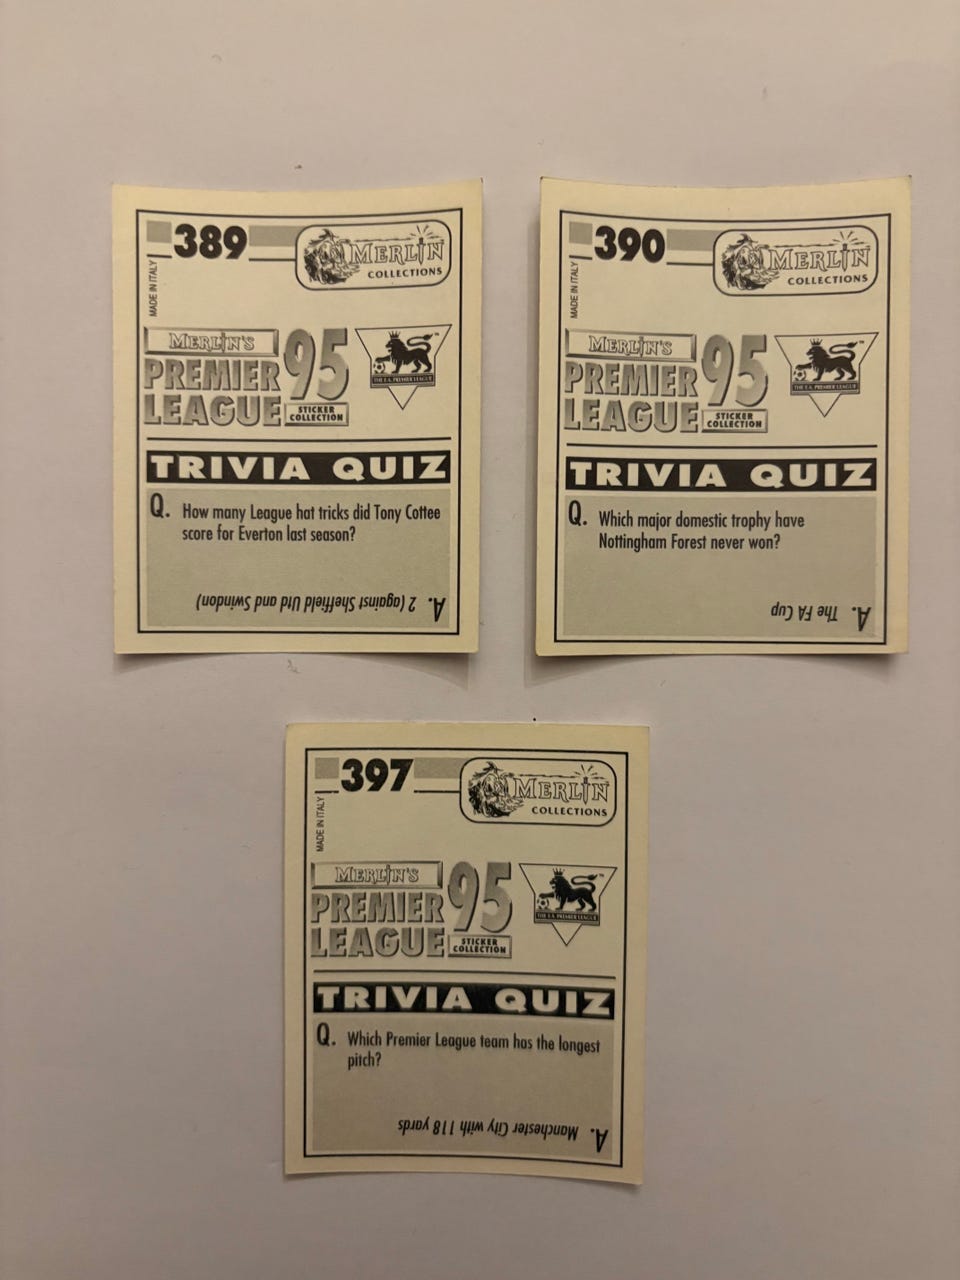 389
MERLIN
COLLECTIONS
MADE IN ITALY
MERLIN'S
PREMIER
LEAGUE
95
STICKER
COLLECTION
THE F.A. PREMIER LEAGUE
TRIVIA QUIZ
Q. How many League hat tricks did Tony Cottee
score for Everton last season?
A. 2 (against Sheffield Utd and Swindon)
390
MERLIN
COLLECTIONS
MADE IN ITALY
MERLIN'S
PREMIER
LEAGUE
95
STICKER
COLLECTION
THE F.A. PREMIER LEAGUE
TRIVIA QUIZ
Q. Which major domestic trophy have
Nottingham Forest never won?
A. The FA Cup
397
MERLIN
COLLECTIONS
MADE IN ITALY
MERLIN'S
PREMIER
LEAGUE
95
STICKER
COLLECTION
THE F.A. PREMIER LEAGUE
TRIVIA QUIZ
Q. Which Premier League team has the longest
pitch?
A. Manchester City with 118 yards